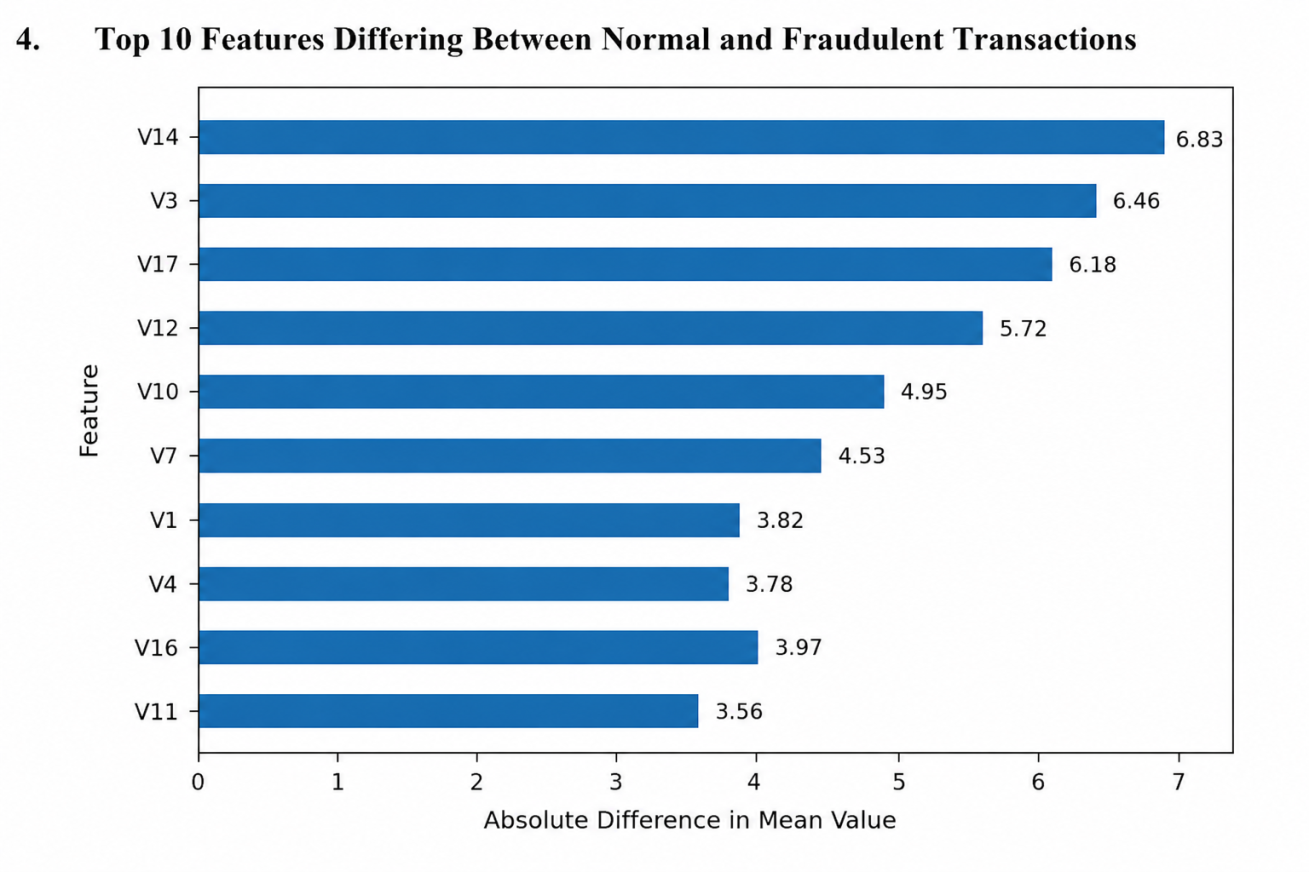 4. Top 10 Features Differing Between Normal and Fraudulent Transactions
V14 6.83
V3 6.46
V17 6.18
V12 5.72
V10 4.95
V7 4.53
V1 3.82
V4 3.78
V16 3.97
V11 3.56
Feature
0 1 2 3 4 5 6 7
Absolute Difference in Mean Value